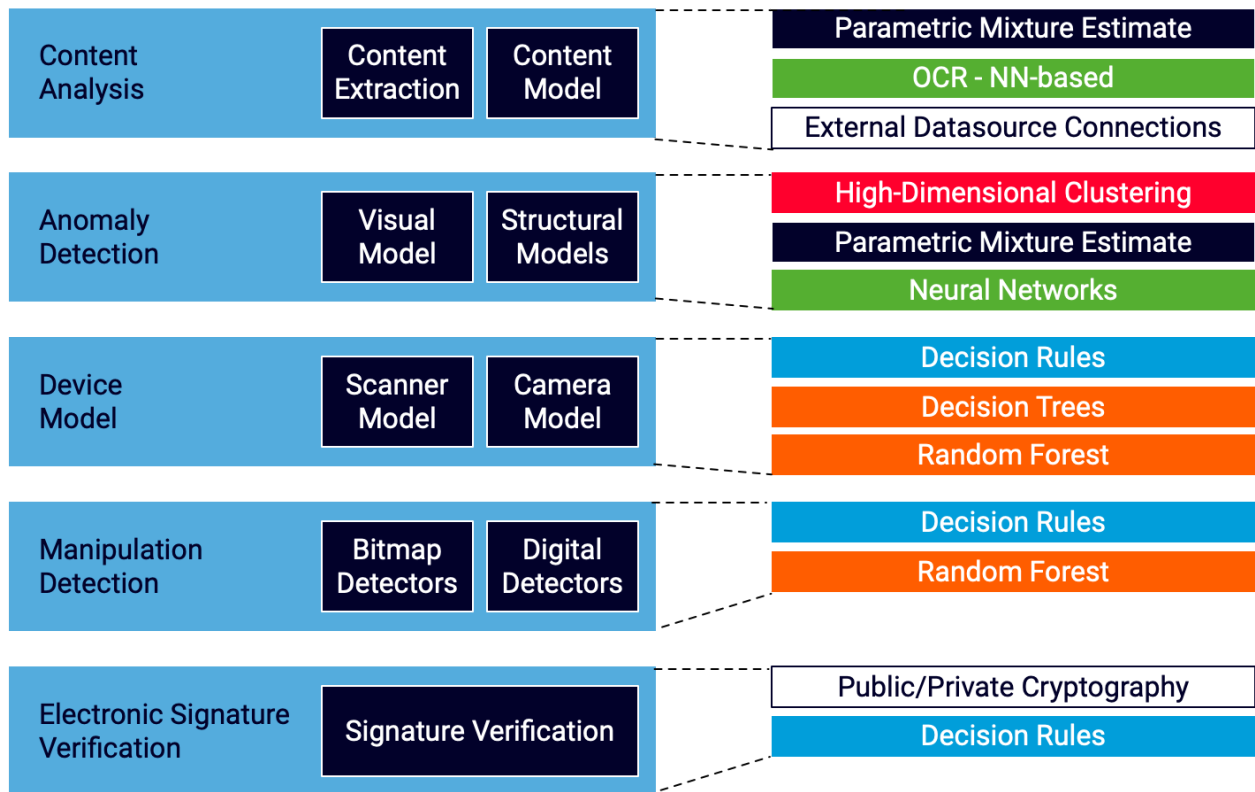 Content
Analysis
Content
Extraction
Content
Model
Parametric Mixture Estimate
OCR - NN-based
External Datasource Connections
Anomaly
Detection
Visual
Model
Structural
Models
High-Dimensional Clustering
Parametric Mixture Estimate
Neural Networks
Device
Model
Scanner
Model
Camera
Model
Decision Rules
Decision Trees
Random Forest
Manipulation
Detection
Bitmap
Detectors
Digital
Detectors
Decision Rules
Random Forest
Electronic Signature
Verification
Signature Verification
Public/Private Cryptography
Decision Rules